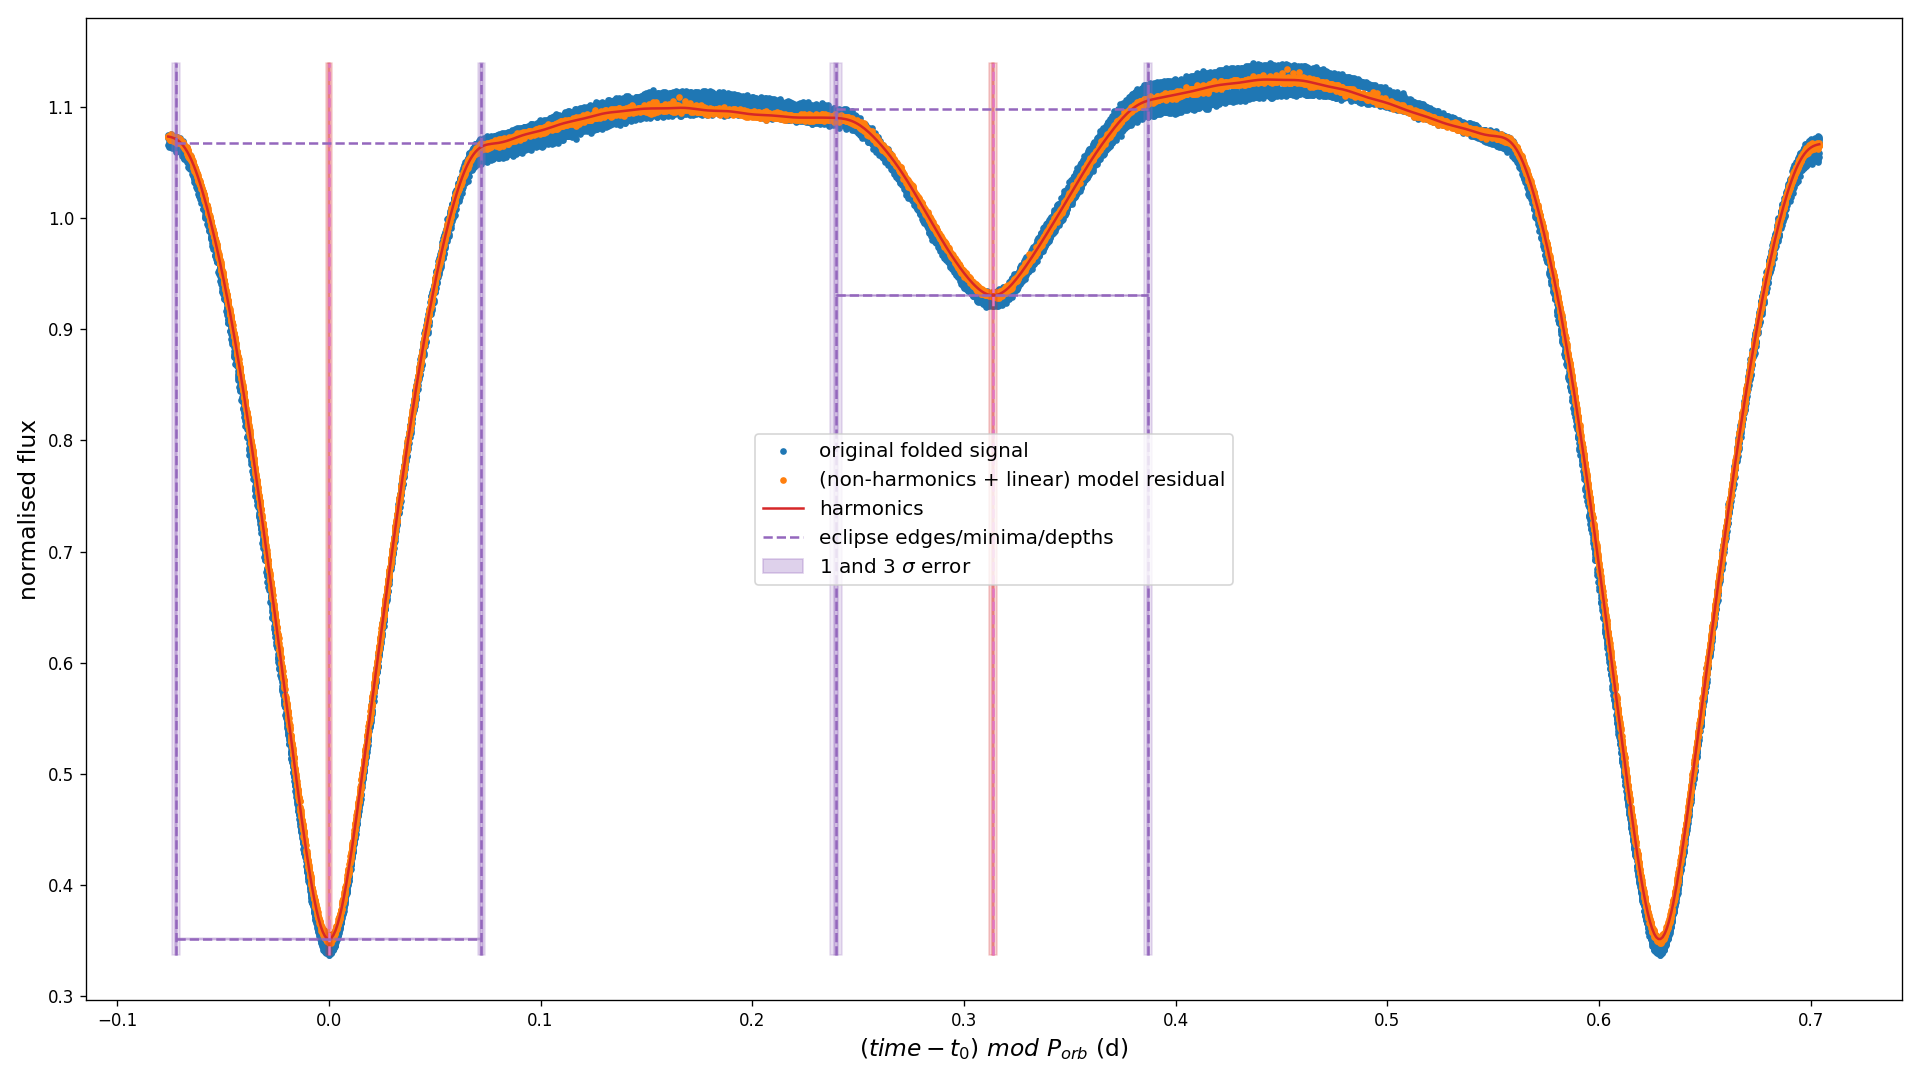 normalised flux
1.1
1.0
0.9
0.8
0.7
0.6
0.5
0.4
0.3
original folded signal
(non-harmonics + linear) model residual
harmonics
eclipse edges/minima/depths
1 and 3 σ error
−0.1 0.0 0.1 0.2 0.3 0.4 0.5 0.6 0.7
(time − t₀) mod Pₒᵣb (d)